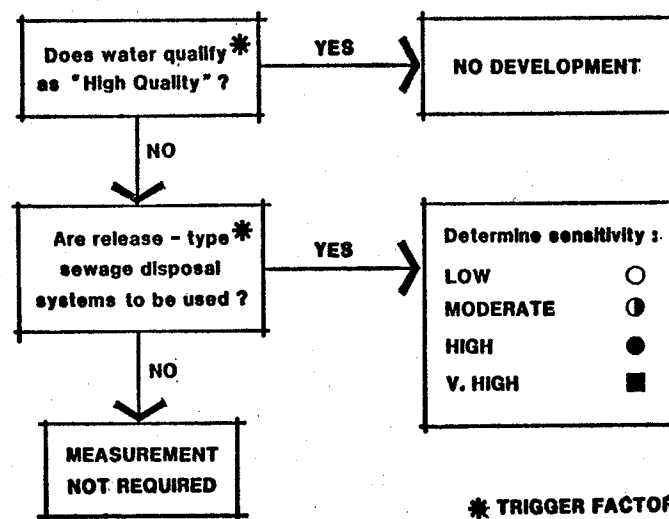 Does water qualify *
as "High Quality" ?
YES
NO DEVELOPMENT
NO
Are release - type *
sewage disposal
systems to be used ?
YES
Determine sensitivity :
LOW ○
MODERATE ◑
HIGH ●
V. HIGH ■
NO
MEASUREMENT
NOT REQUIRED
* TRIGGER FACTOR